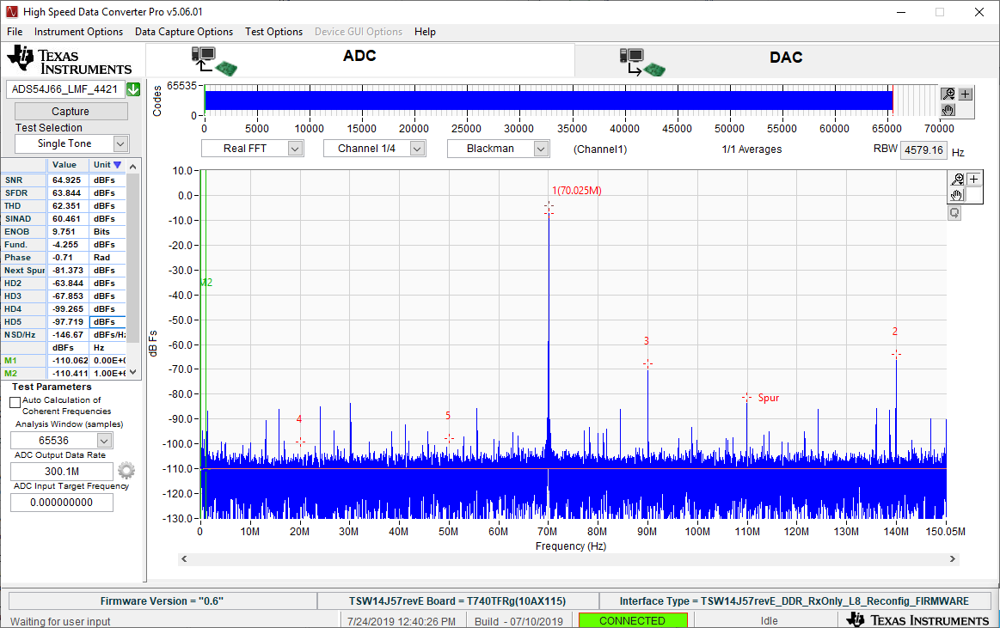 High Speed Data Converter Pro v5.06.01
File Instrument Options Data Capture Options Test Options Device GUI Options Help
TEXAS INSTRUMENTS
ADC
DAC
ADS54J66_LMF_4421
Capture
Test Selection
Single Tone
Codes
65535
0
0 5000 10000 15000 20000 25000 30000 35000 40000 45000 50000 55000 60000 65000 70000
Real FFT Channel 1/4 Blackman (Channel1) 1/1 Averages RBW 4579.16 Hz
Value Unit
SNR 64.925 dBFs
SFDR 63.844 dBFs
THD 62.351 dBFs
SINAD 60.461 dBFs
ENOB 9.751 Bits
Fund. -4.255 dBFs
Phase -0.71 Rad
Next Spur -81.373 dBFs
HD2 -63.844 dBFs
HD3 -67.853 dBFs
HD4 -99.265 dBFs
HD5 -97.719 dBFs
NSD/Hz -146.67 dBFs/Hz
dBFs Hz
M1 -110.062 0.00E+0
M2 -110.411 1.00E+6
Test Parameters
Auto Calculation of
Coherent Frequencies
Analysis Window (samples)
65536
ADC Output Data Rate
300.1M
ADC Input Target Frequency
0.000000000
dB Fs
10.0
0.0
-10.0
-20.0
-30.0
-40.0
-50.0
-60.0
-70.0
-80.0
-90.0
-100.0
-110.0
-120.0
-130.0
1(70.025M)
M2
2
3
Spur
4
5
0 10M 20M 30M 40M 50M 60M 70M 80M 90M 100M 110M 120M 130M 140M 150.05M
Frequency (Hz)
Firmware Version = "0.6" TSW14J57revE Board = T740TFRg(10AX115) Interface Type = TSW14J57revE_DDR_RxOnly_L8_Reconfig_FIRMWARE
Waiting for user input 7/24/2019 12:40:26 PM Build - 07/10/2019 CONNECTED Idle TEXAS INSTRUMENTS